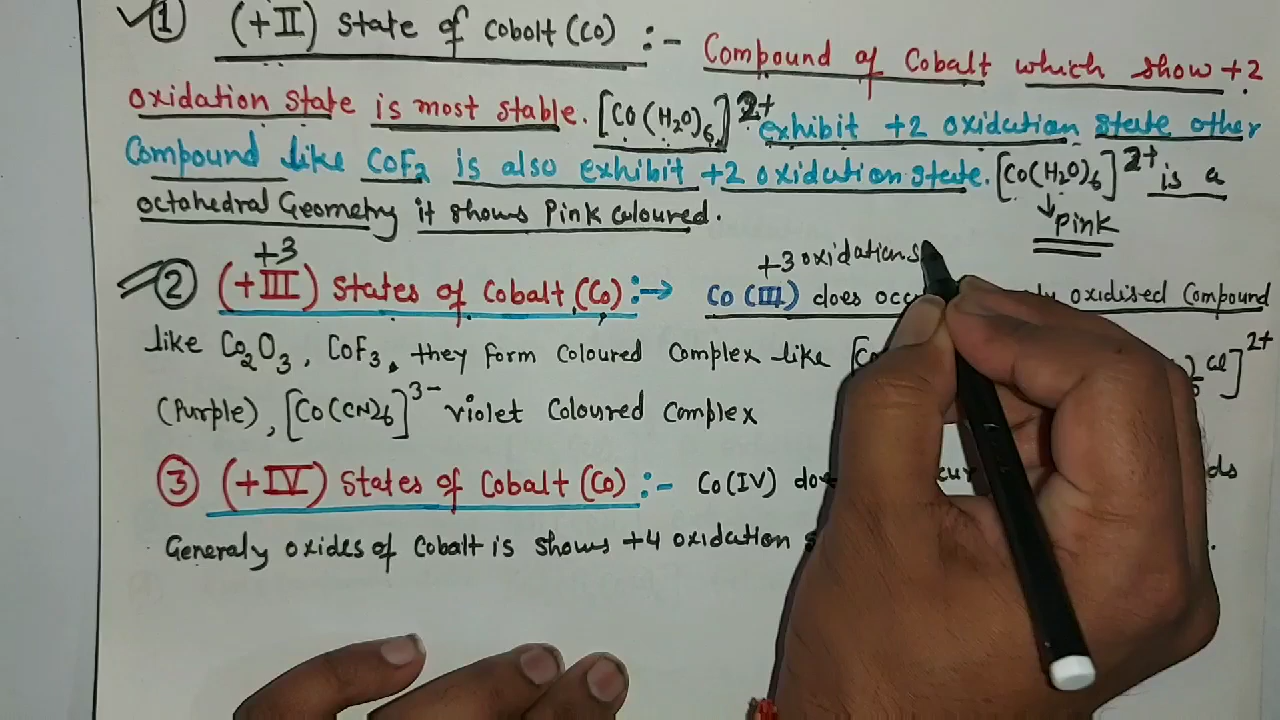 ① (+II) State of Cobolt (Co) :- Compound of Cobalt which show +2
oxidation state is most stable. [Co(H₂O)₆]²⁺ exhibit +2 oxidation state other
Compound like CoF₂ is also exhibit +2 oxidation state. [Co(H₂O)₆]²⁺ is a
octahedral Geometry it shows Pink coloured. ↓ pink
+3 +3 oxidation s
② (+III) States of Cobalt (Co) :→ Co (III) does oxidised Compound
like Co₂O₃, CoF₃, they form Coloured Complex like Cl]²⁺
(Purple), [Co(CN)6]³⁻ violet Coloured Complex
③ (+IV) States of Cobalt (Co) :- Co(IV)
Generaly oxides of Cobalt is shows +4 oxidation